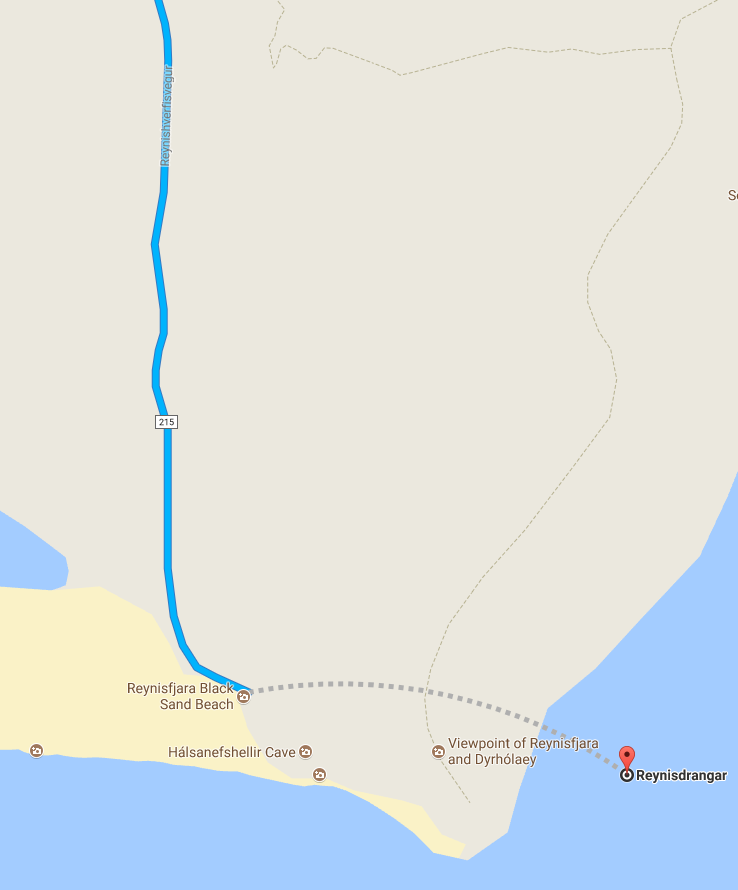 Reynishverfisvegur
S
215
Reynisfjara Black
Sand Beach
Hálsanefshellir Cave
Viewpoint of Reynisfjara
and Dyrhólaey
Reynisdrangar